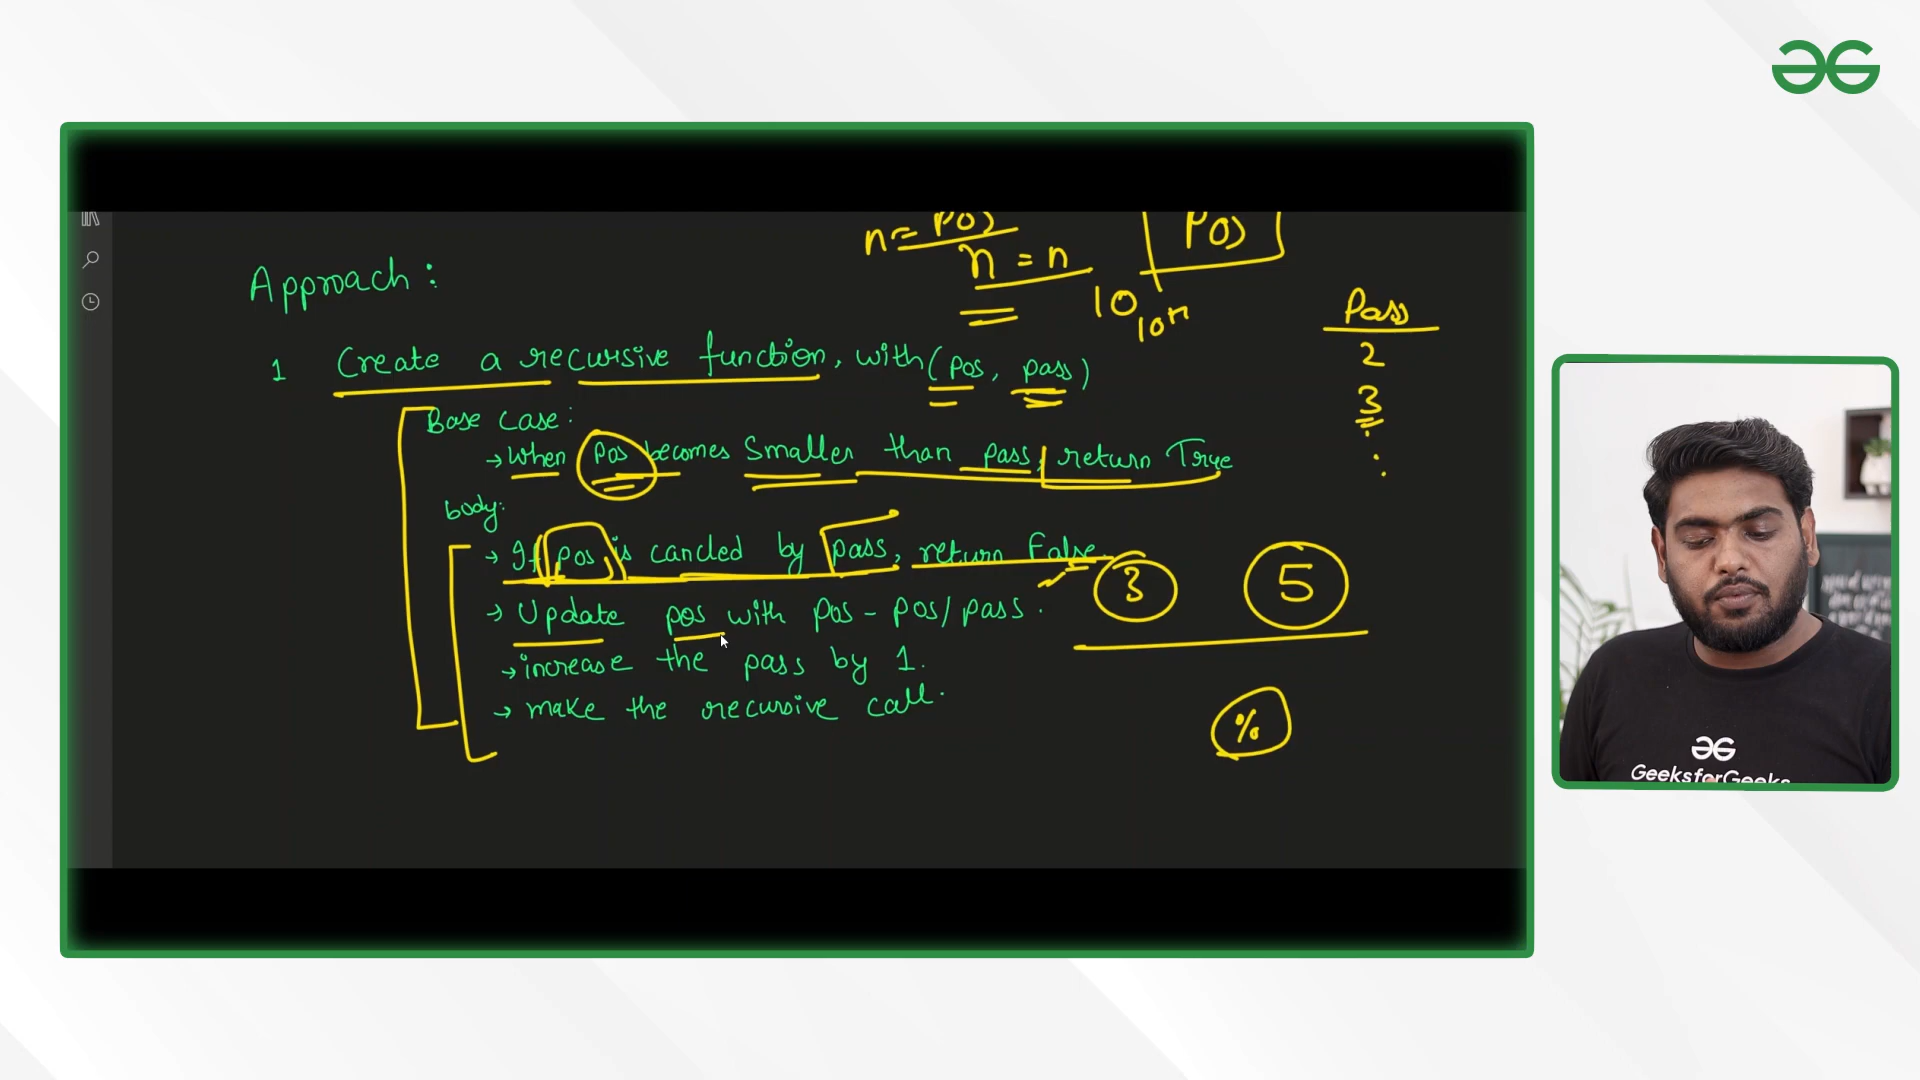 n = Pos
n = n
Pos
10
10th
Approach :
Pass
2
3
1 Create a recursive function, with (pos, pass)
Base case:
→ When pos becomes Smaller than pass, return True
body:
→ If pos is cancled by pass, return False.
3
5
→ Update pos with pos - pos/pass.
→ increase the pass by 1.
→ make the recursive call.
%
GeeksforGeeks